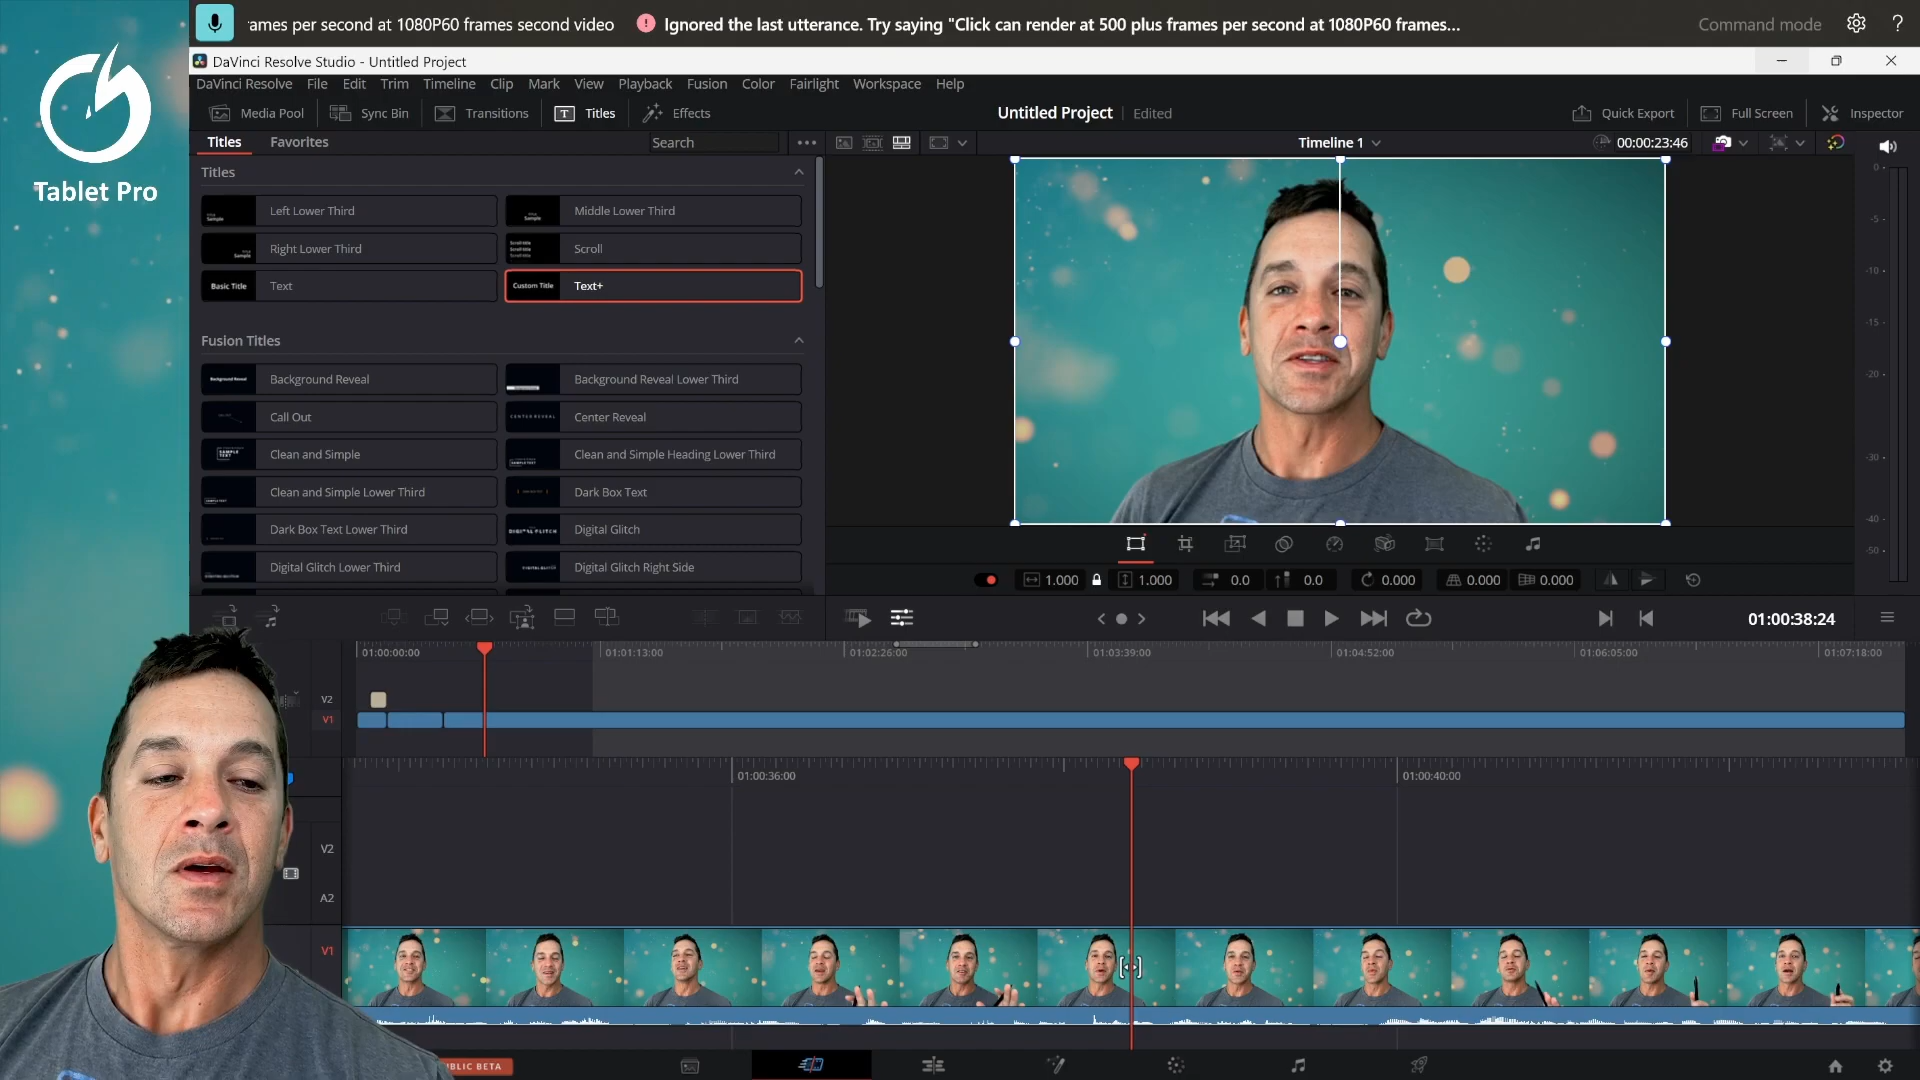 rames per second at 1080P60 frames second video
Ignored the last utterance. Try saying "Click can render at 500 plus frames per second at 1080P60 frames...
Command mode
?
Tablet Pro
DaVinci Resolve Studio - Untitled Project
DaVinci Resolve File Edit Trim Timeline Clip Mark View Playback Fusion Color Fairlight Workspace Help
Media Pool Sync Bin Transitions Titles Effects
Untitled Project Edited
Quick Export Full Screen Inspector
Titles Favorites Search
Timeline 1
00:00:23:46
Titles
Left Lower Third
Middle Lower Third
Right Lower Third
Scroll
Basic Title Text
Custom Title Text+
Fusion Titles
Background Reveal
Background Reveal Lower Third
Call Out
Center Reveal
Clean and Simple
Clean and Simple Heading Lower Third
Clean and Simple Lower Third
Dark Box Text
Dark Box Text Lower Third
Digital Glitch
Digital Glitch Lower Third
Digital Glitch Right Side
0
-5
-10
-15
-20
-30
-40
-50
1.000 1.000 0.0 0.0 0.000 0.000 0.000
01:00:38:24
01:00:00:00 01:01:13:00 01:02:26:00 01:03:39:00 01:04:52:00 01:06:05:00 01:07:18:00
V2
V1
01:00:36:00 01:00:40:00
V2
A2
V1
BLIC BETA